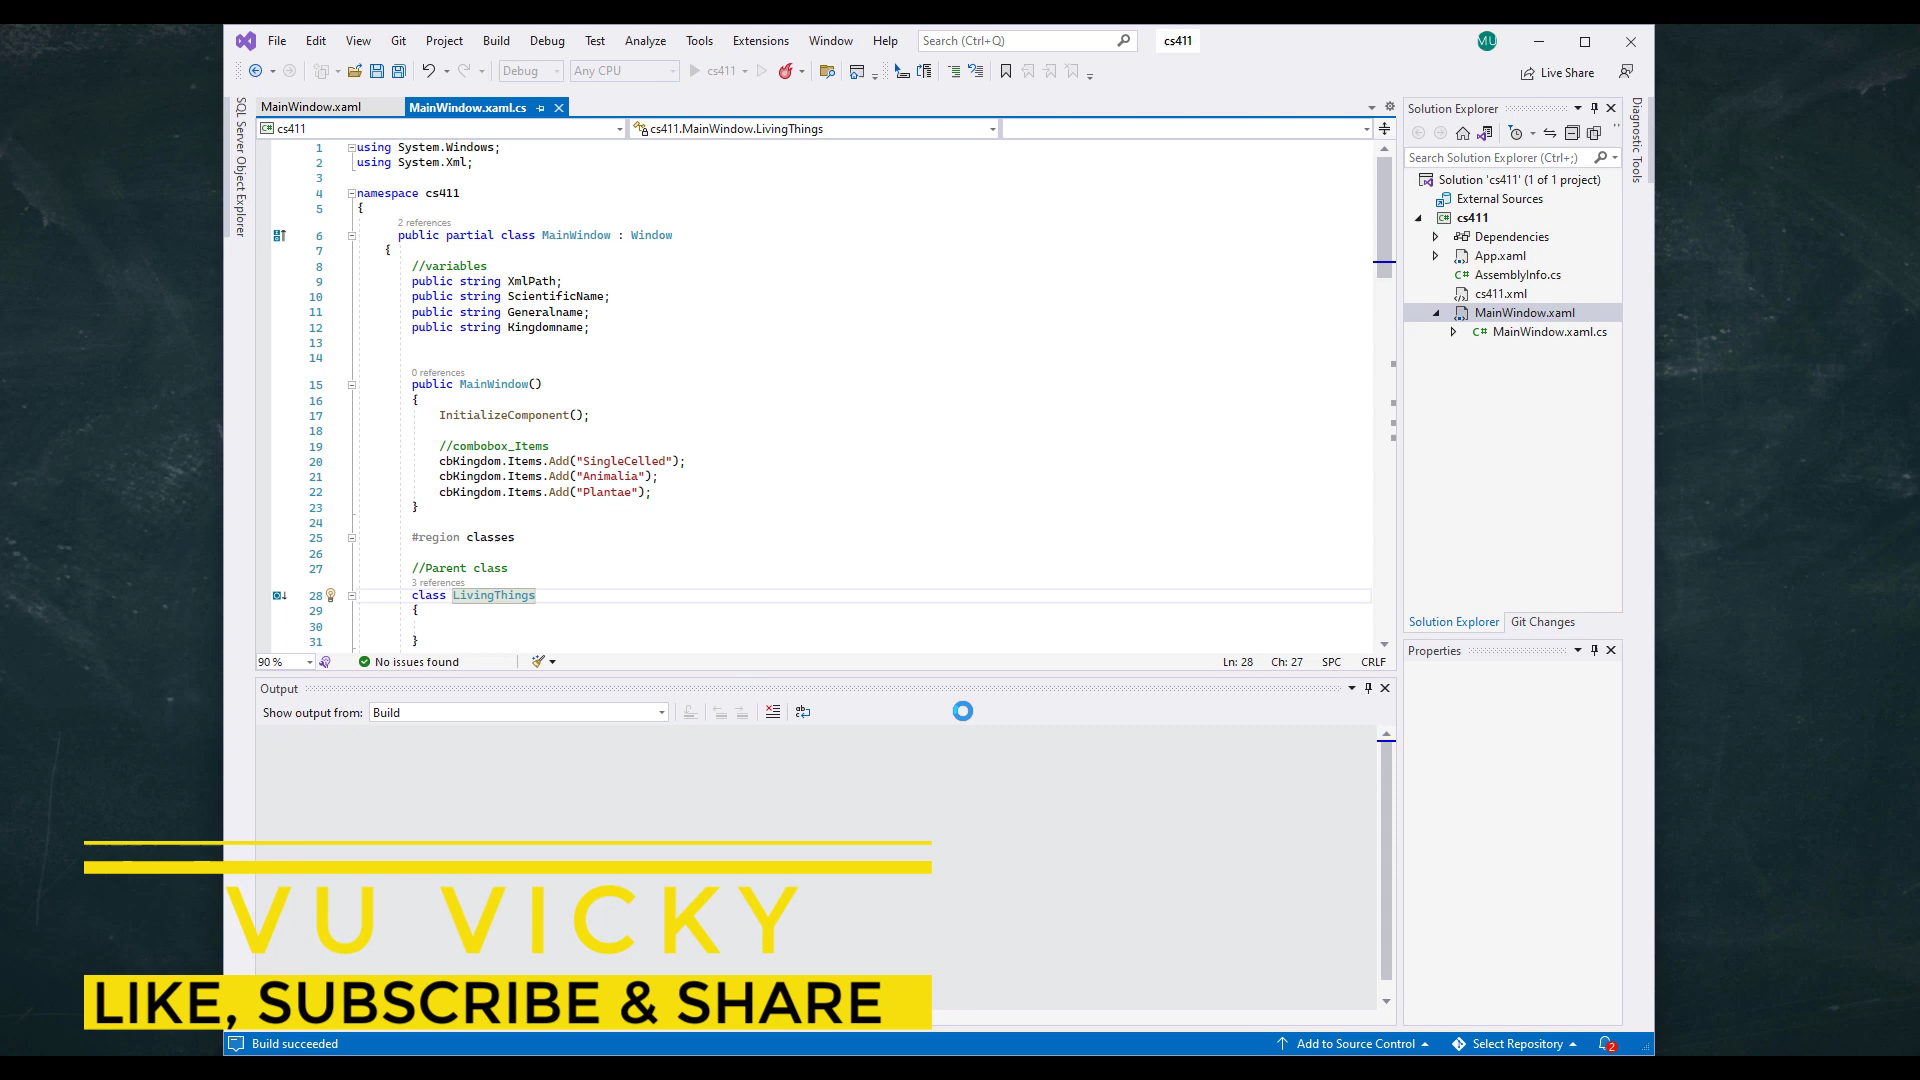 File Edit View Git Project Build Debug Test Analyze Tools Extensions Window Help Search (Ctrl+Q) cs411 MU
Debug Any CPU cs411 Live Share
SQL Server Object Explorer
MainWindow.xaml MainWindow.xaml.cs
cs411 cs411.MainWindow.LivingThings
1 using System.Windows;
2 using System.Xml;
3
4 namespace cs411
5 {
2 references
6 public partial class MainWindow : Window
7 {
8 //variables
9 public string XmlPath;
10 public string ScientificName;
11 public string Generalname;
12 public string Kingdomname;
13
14
0 references
15 public MainWindow()
16 {
17 InitializeComponent();
18
19 //combobox_Items
20 cbKingdom.Items.Add("SingleCelled");
21 cbKingdom.Items.Add("Animalia");
22 cbKingdom.Items.Add("Plantae");
23 }
24
25 #region classes
26
27 //Parent class
3 references
28 class LivingThings
29 {
30
31 }
90 % No issues found Ln: 28 Ch: 27 SPC CRLF
Output
Show output from: Build
Solution Explorer
Search Solution Explorer (Ctrl+;)
Solution 'cs411' (1 of 1 project)
External Sources
cs411
Dependencies
App.xaml
AssemblyInfo.cs
cs411.xml
MainWindow.xaml
MainWindow.xaml.cs
Solution Explorer Git Changes
Properties
Diagnostic Tools
VU VICKY
LIKE, SUBSCRIBE & SHARE
Build succeeded Add to Source Control Select Repository 2